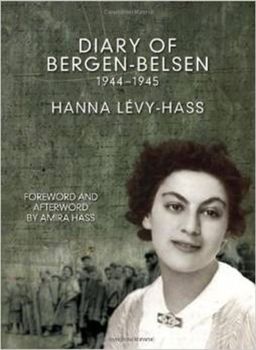 DIARY OF
BERGEN-BELSEN
1944–1945
HANNA LÉVY-HASS
FOREWORD AND
AFTERWORD
BY AMIRA HASS